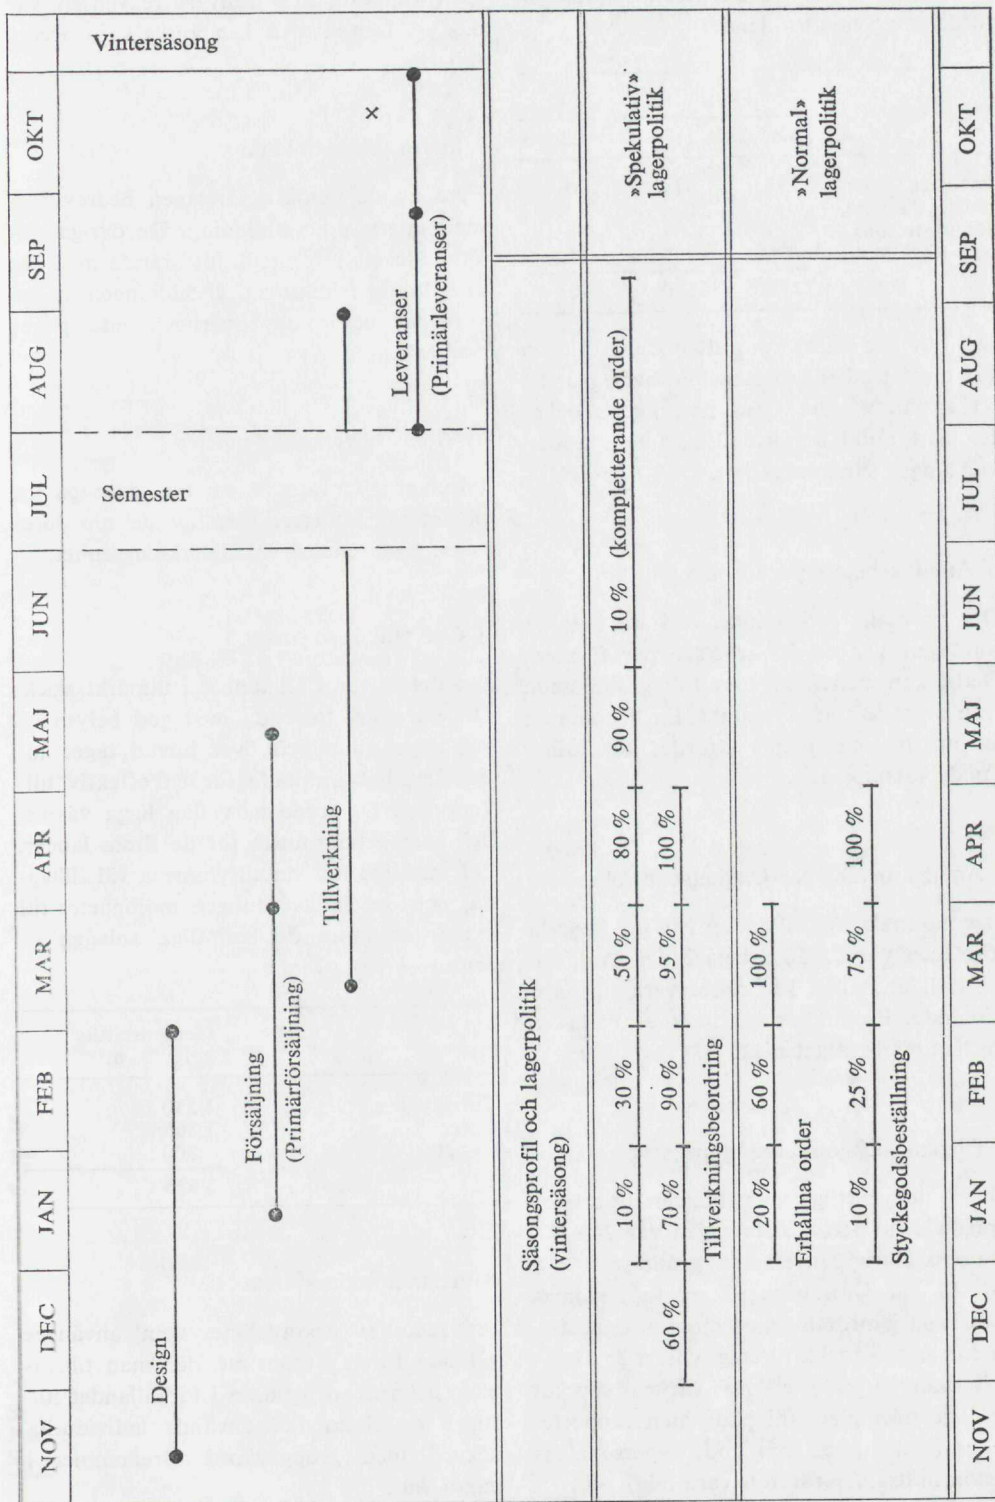 NOV DEC JAN FEB MAR APR MAJ JUN JUL AUG SEP OKT
Vintersäsong
Design
Försäljning
(Primärförsäljning)
Tillverkning
Semester
Leveranser
(Primärleveranser)
×
Säsongsprofil och lagerpolitik
(vintersäsong)
10 % 30 % 50 % 80 % 90 % 10 % (kompletterande order)
»Spekulativ»
lagerpolitik
60 % 70 % 90 % 95 % 100 %
Tillverkningsbeordring
20 % 60 % 100 %
Erhållna order
»Normal»
lagerpolitik
10 % 25 % 75 % 100 %
Styckegodsbeställning
NOV DEC JAN FEB MAR APR MAJ JUN JUL AUG SEP OKT